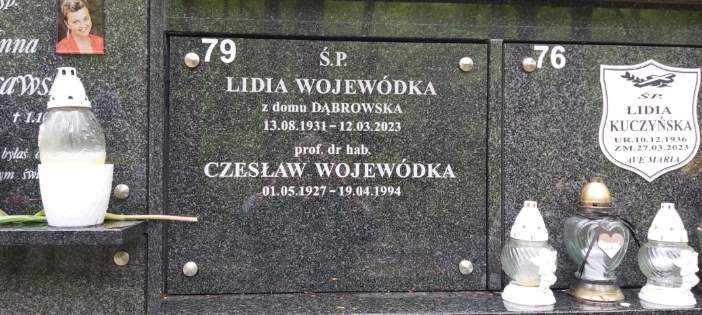 79
Ś.P.
LIDIA WOJEWÓDKA
z domu DĄBROWSKA
13.08.1931 – 12.03.2023
prof. dr hab.
CZESŁAW WOJEWÓDKA
01.05.1927 – 19.04.1994
76
Ś.P.
LIDIA
KUCZYŃSKA
UR.10.12.1936
ZM.27.03.2023
AVE MARIA